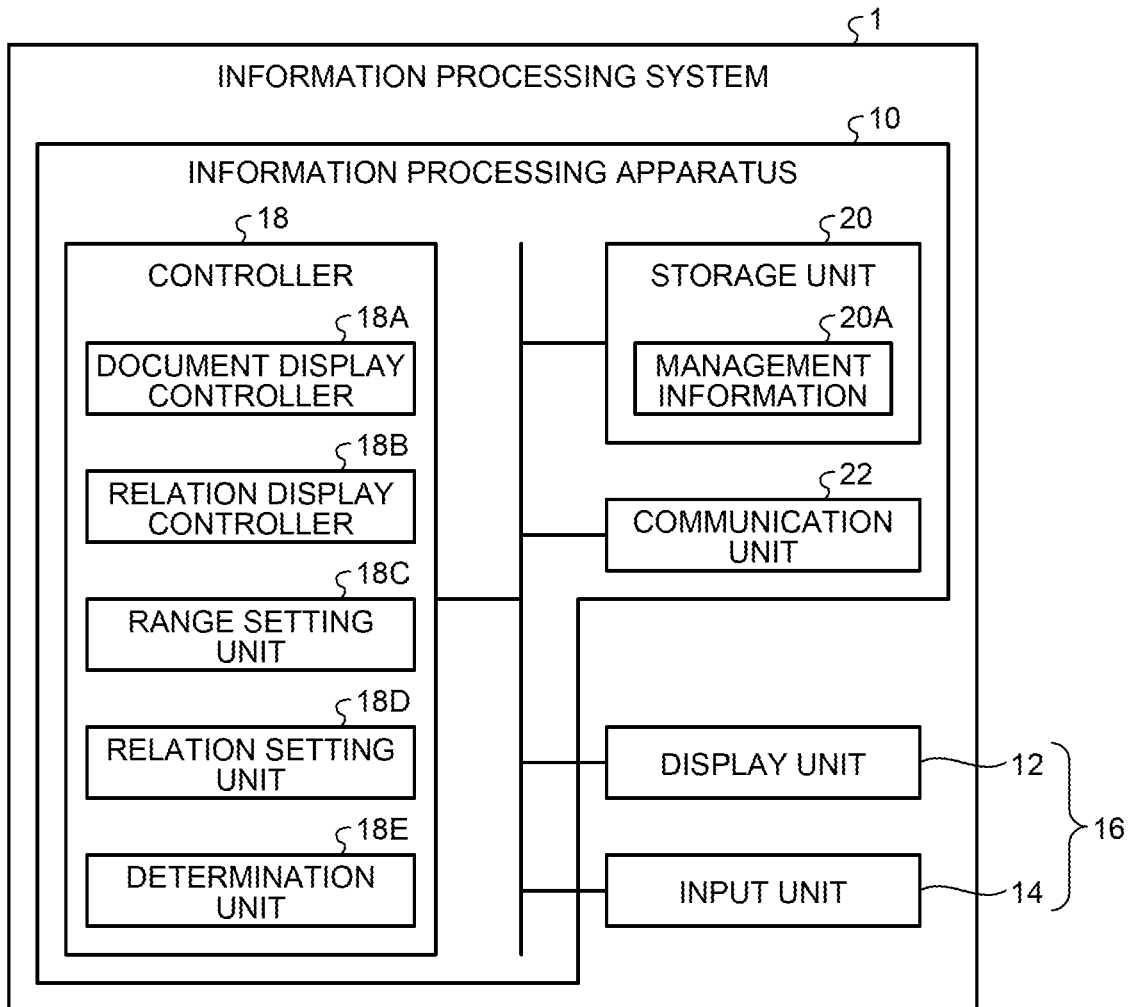 1
INFORMATION PROCESSING SYSTEM
10
INFORMATION PROCESSING APPARATUS
18
CONTROLLER
18A
DOCUMENT DISPLAY
CONTROLLER
18B
RELATION DISPLAY
CONTROLLER
18C
RANGE SETTING
UNIT
18D
RELATION SETTING
UNIT
18E
DETERMINATION
UNIT
20
STORAGE UNIT
20A
MANAGEMENT
INFORMATION
22
COMMUNICATION
UNIT
DISPLAY UNIT
12
INPUT UNIT
14
16